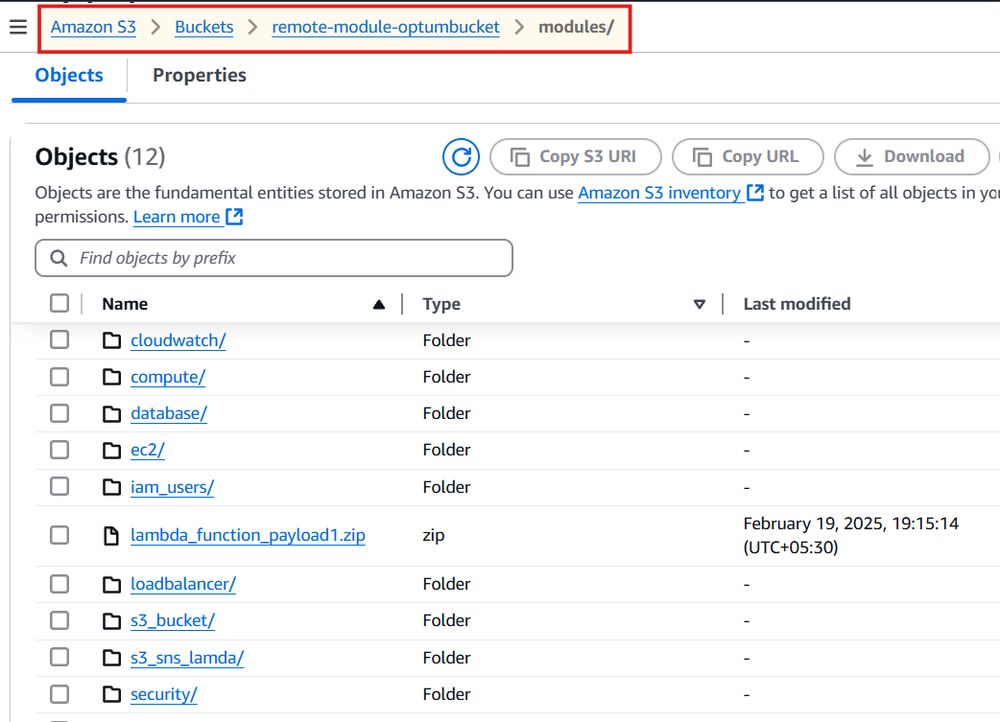 Amazon S3 > Buckets > remote-module-optumbucket > modules/
Objects Properties
Objects (12) Copy S3 URI Copy URL Download
Objects are the fundamental entities stored in Amazon S3. You can use Amazon S3 inventory to get a list of all objects in
permissions. Learn more
Find objects by prefix
Name Type Last modified
cloudwatch/ Folder -
compute/ Folder -
database/ Folder -
ec2/ Folder -
iam_users/ Folder -
lambda_function_payload1.zip zip February 19, 2025, 19:15:14
(UTC+05:30)
loadbalancer/ Folder -
s3_bucket/ Folder -
s3_sns_lamda/ Folder -
security/ Folder -